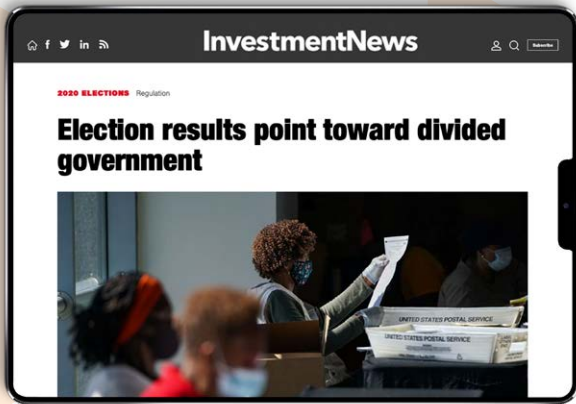 InvestmentNews
Subscribe
2020 ELECTIONS Regulation
Election results point toward divided
government
UNITED STATES POSTAL SERVICE
UNITED STATES POSTAL SERVICE